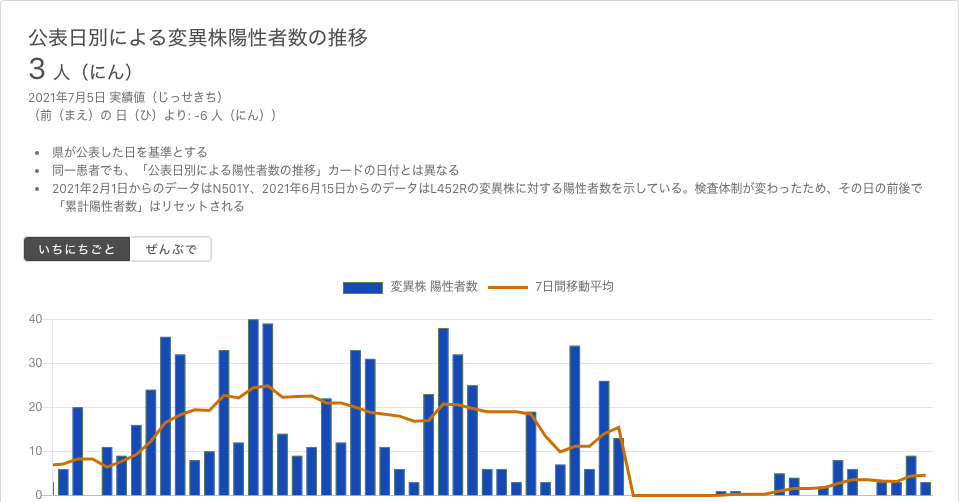 公表日別による変異株陽性者数の推移
3 人（にん）
2021年7月5日 実績値（じっせきち）
（前（まえ）の 日（ひ）より: -6 人（にん））
• 県が公表した日を基準とする
• 同一患者でも、「公表日別による陽性者数の推移」カードの日付とは異なる
• 2021年2月1日からのデータはN501Y、2021年6月15日からのデータはL452Rの変異株に対する陽性者数を示している。検査体制が変わったため、その日の前後で
「累計陽性者数」はリセットされる
いちにちごと ぜんぶで
変異株 陽性者数 7日間移動平均
40
30
20
10
0